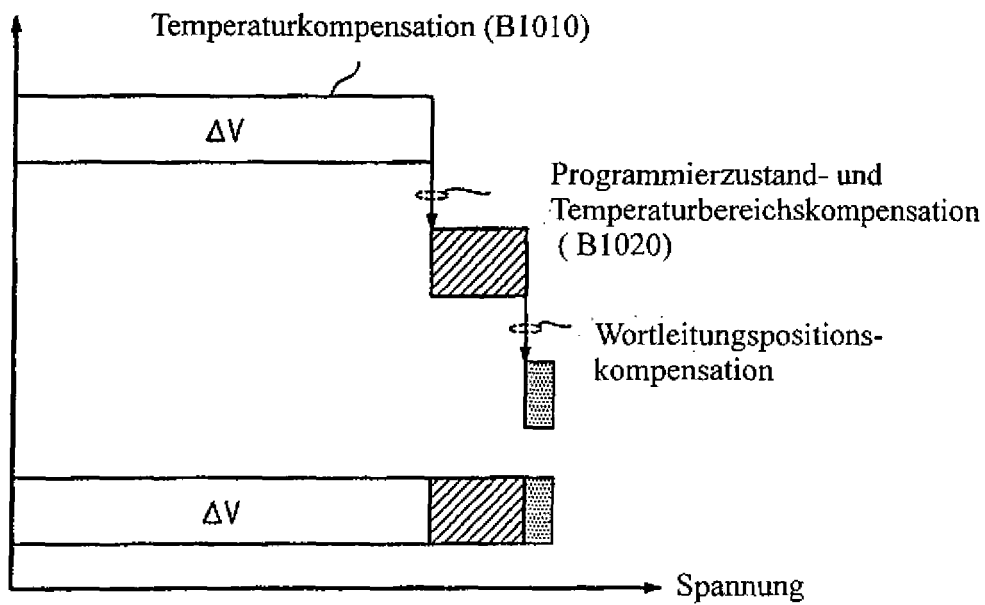 Temperaturkompensation (B1010)
ΔV
Programmierzustand- und
Temperaturbereichskompensation
( B1020)
Wortleitungspositions-
kompensation
ΔV
Spannung